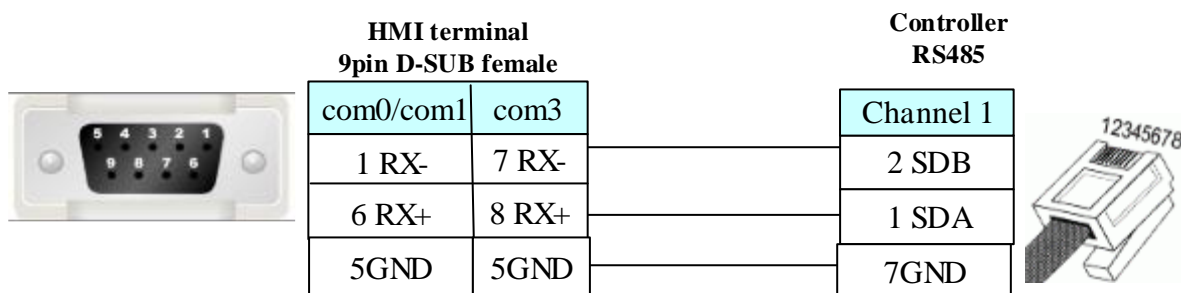 HMI terminal
9pin D-SUB female
Controller
RS485
com0/com1 com3
Channel 1
5 4 3 2 1
9 8 7 6
1 RX- 7 RX-
2 SDB
6 RX+ 8 RX+
1 SDA
5GND 5GND
7GND
12345678